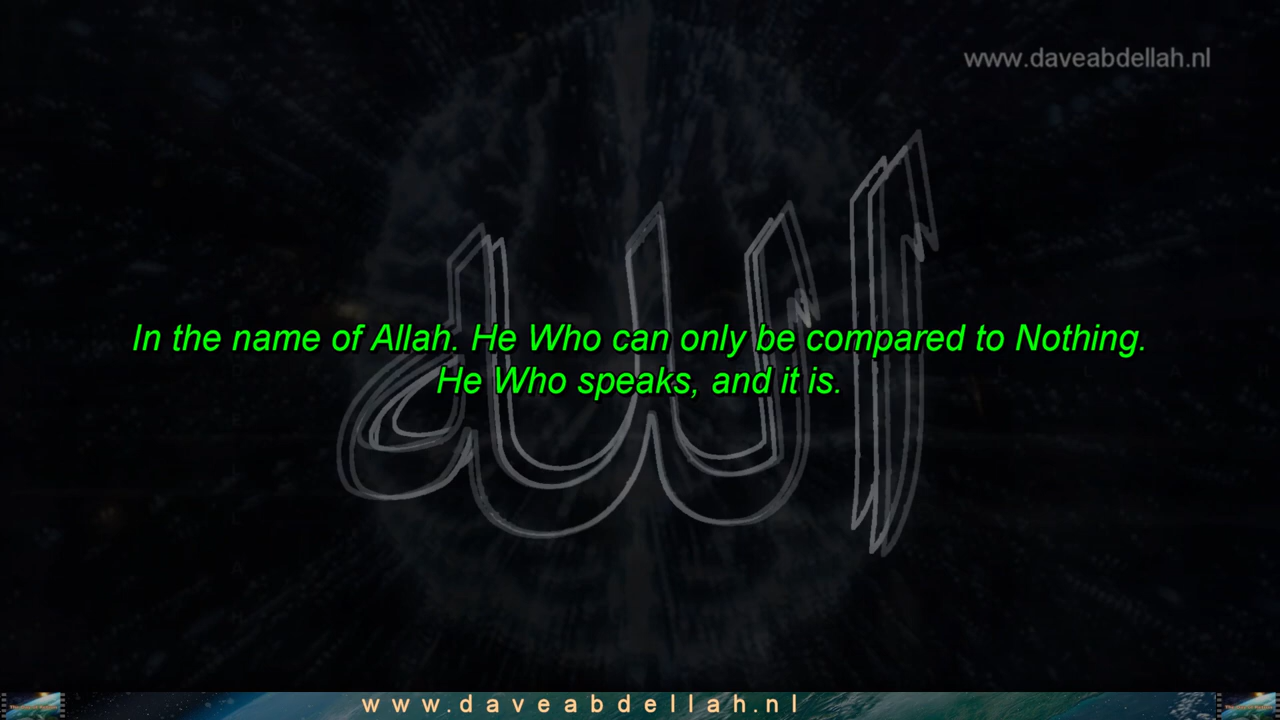 www.daveabdellah.nl
الله
In the name of Allah. He Who can only be compared to Nothing.
He Who speaks, and it is.
www.daveabdellah.nl